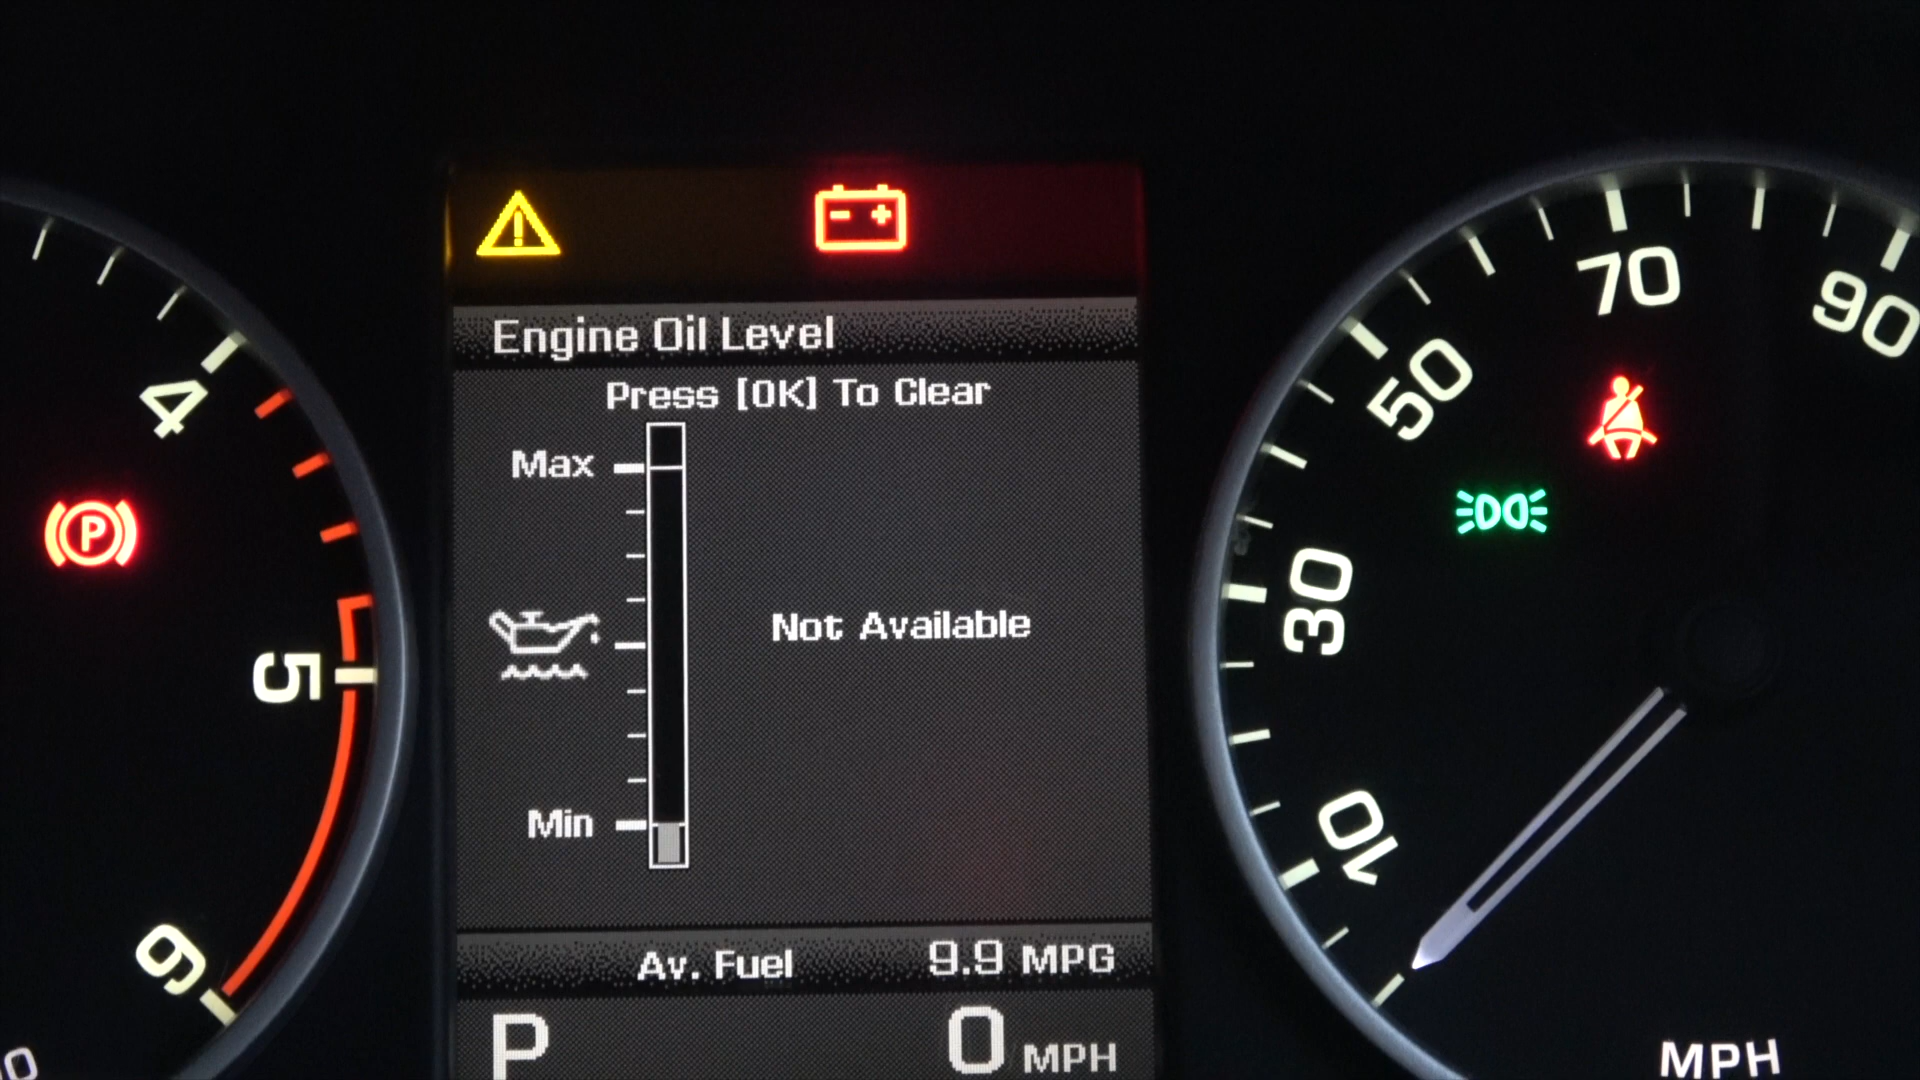 Engine Oil Level
Press [OK] To Clear
Max
Not Available
Min
Av. Fuel 9.9 MPG
P 0 MPH
4
5
6
P
10
30
50
70
90
MPH